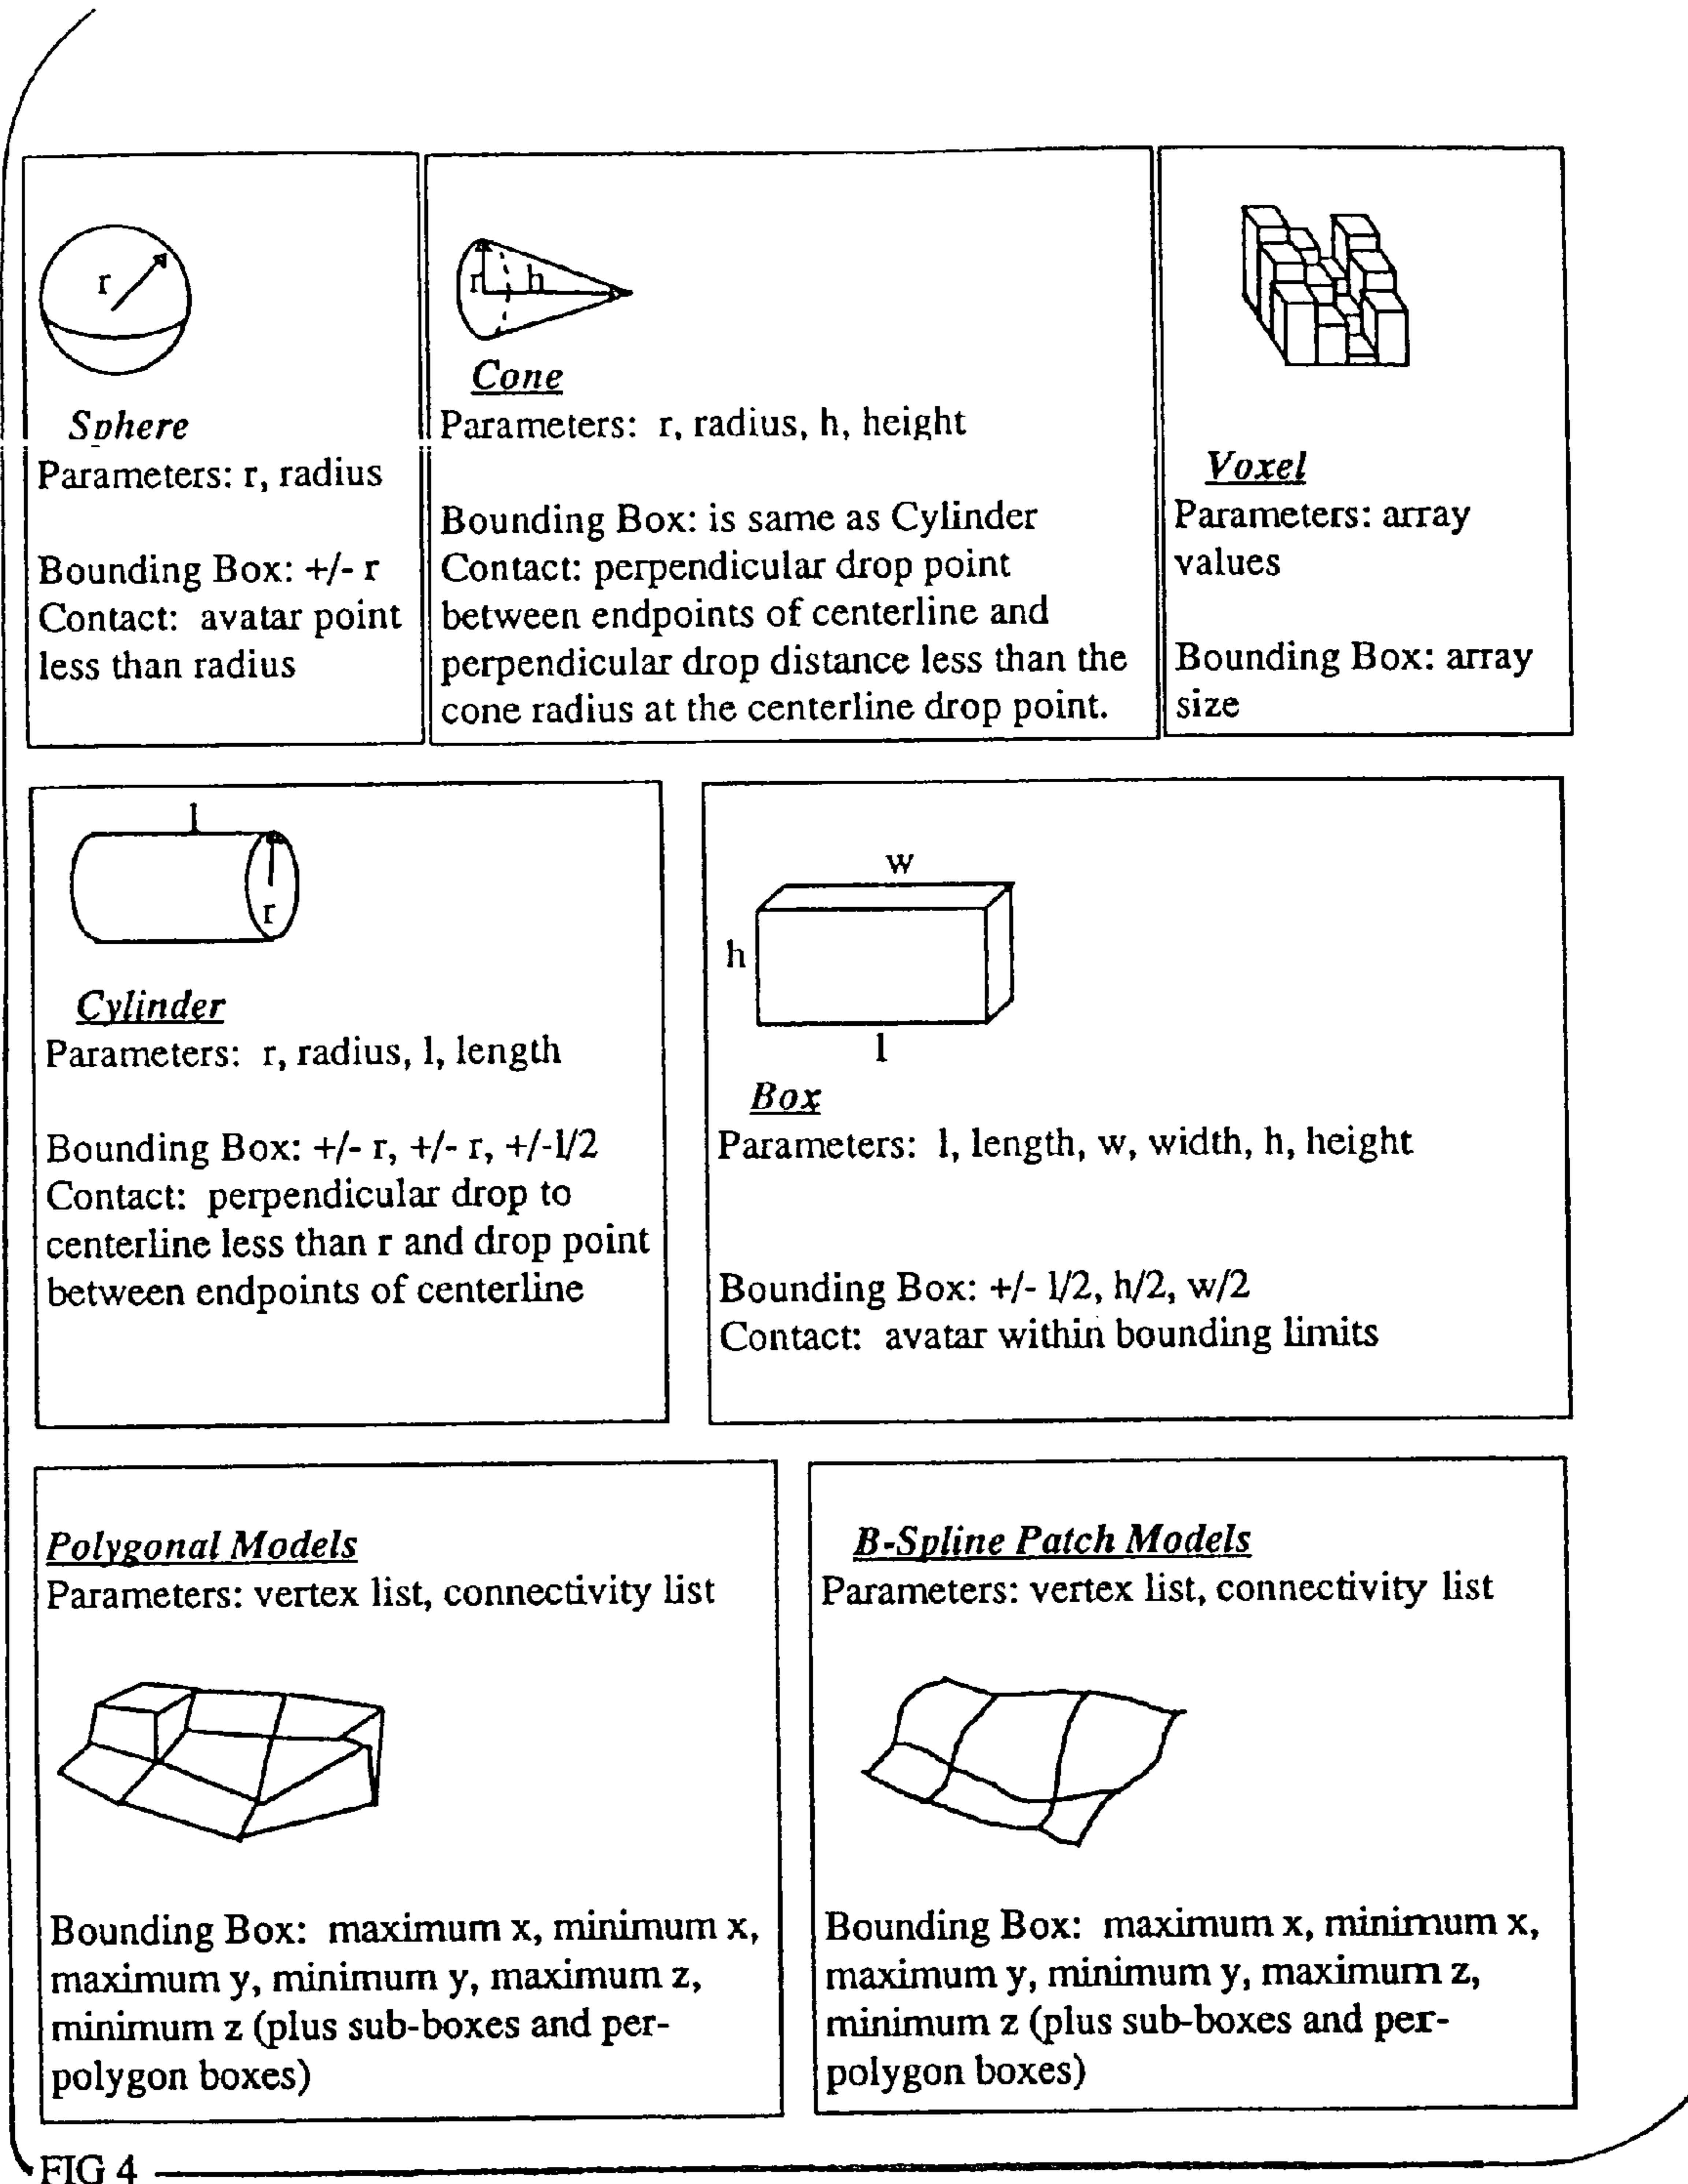 r
Sphere
Parameters: r, radius
Bounding Box: +/- r
Contact: avatar point
less than radius
r h
Cone
Parameters: r, radius, h, height
Bounding Box: is same as Cylinder
Contact: perpendicular drop point
between endpoints of centerline and
perpendicular drop distance less than the
cone radius at the centerline drop point.
Voxel
Parameters: array
values
Bounding Box: array
size
l
r
Cylinder
Parameters: r, radius, l, length
Bounding Box: +/- r, +/- r, +/-l/2
Contact: perpendicular drop to
centerline less than r and drop point
between endpoints of centerline
w
h
l
Box
Parameters: l, length, w, width, h, height
Bounding Box: +/- l/2, h/2, w/2
Contact: avatar within bounding limits
Polygonal Models
Parameters: vertex list, connectivity list
Bounding Box: maximum x, minimum x,
maximum y, minimum y, maximum z,
minimum z (plus sub-boxes and per-
polygon boxes)
B-Spline Patch Models
Parameters: vertex list, connectivity list
Bounding Box: maximum x, minimum x,
maximum y, minimum y, maximum z,
minimum z (plus sub-boxes and per-
polygon boxes)
FIG 4